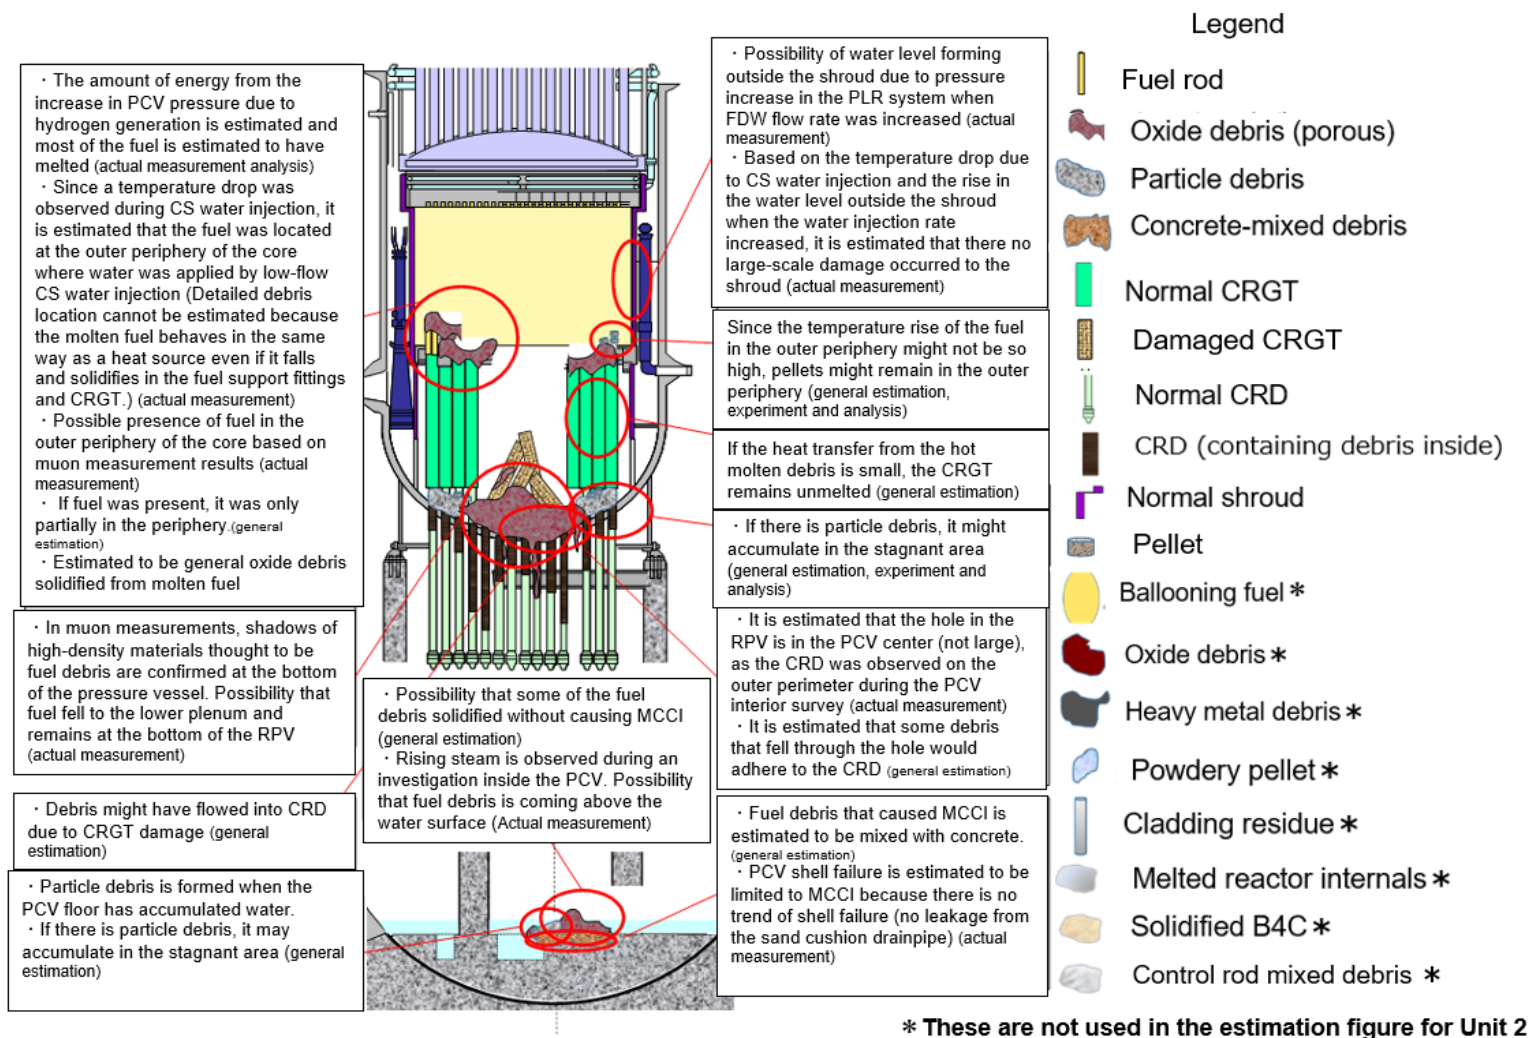 ・The amount of energy from the
increase in PCV pressure due to
hydrogen generation is estimated and
most of the fuel is estimated to have
melted (actual measurement analysis)
・Since a temperature drop was
observed during CS water injection, it
is estimated that the fuel was located
at the outer periphery of the core
where water was applied by low-flow
CS water injection (Detailed debris
location cannot be estimated because
the molten fuel behaves in the same
way as a heat source even if it falls
and solidifies in the fuel support fittings
and CRGT.) (actual measurement)
・Possible presence of fuel in the
outer periphery of the core based on
muon measurement results (actual
measurement)
・If fuel was present, it was only
partially in the periphery.(general
estimation)
・Estimated to be general oxide debris
solidified from molten fuel
・In muon measurements, shadows of
high-density materials thought to be
fuel debris are confirmed at the bottom
of the pressure vessel. Possibility that
fuel fell to the lower plenum and
remains at the bottom of the RPV
(actual measurement)
・Debris might have flowed into CRD
due to CRGT damage (general
estimation)
・Particle debris is formed when the
PCV floor has accumulated water.
・If there is particle debris, it may
accumulate in the stagnant area (general
estimation)
・Possibility that some of the fuel
debris solidified without causing MCCI
(general estimation)
・Rising steam is observed during an
investigation inside the PCV. Possibility
that fuel debris is coming above the
water surface (Actual measurement)
・Possibility of water level forming
outside the shroud due to pressure
increase in the PLR system when
FDW flow rate was increased (actual
measurement)
・Based on the temperature drop due
to CS water injection and the rise in
the water level outside the shroud
when the water injection rate
increased, it is estimated that there no
large-scale damage occurred to the
shroud (actual measurement)
Since the temperature rise of the fuel
in the outer periphery might not be so
high, pellets might remain in the outer
periphery (general estimation,
experiment and analysis)
If the heat transfer from the hot
molten debris is small, the CRGT
remains unmelted (general estimation)
・If there is particle debris, it might
accumulate in the stagnant area
(general estimation, experiment and
analysis)
・It is estimated that the hole in the
RPV is in the PCV center (not large),
as the CRD was observed on the
outer perimeter during the PCV
interior survey (actual measurement)
・It is estimated that some debris
that fell through the hole would
adhere to the CRD (general estimation)
・Fuel debris that caused MCCI is
estimated to be mixed with concrete.
(general estimation)
・PCV shell failure is estimated to be
limited to MCCI because there is no
trend of shell failure (no leakage from
the sand cushion drainpipe) (actual
measurement)
Legend
Fuel rod
Oxide debris (porous)
Particle debris
Concrete-mixed debris
Normal CRGT
Damaged CRGT
Normal CRD
CRD (containing debris inside)
Normal shroud
Pellet
Ballooning fuel＊
Oxide debris＊
Heavy metal debris＊
Powdery pellet＊
Cladding residue＊
Melted reactor internals＊
Solidified B4C＊
Control rod mixed debris ＊
＊These are not used in the estimation figure for Unit 2